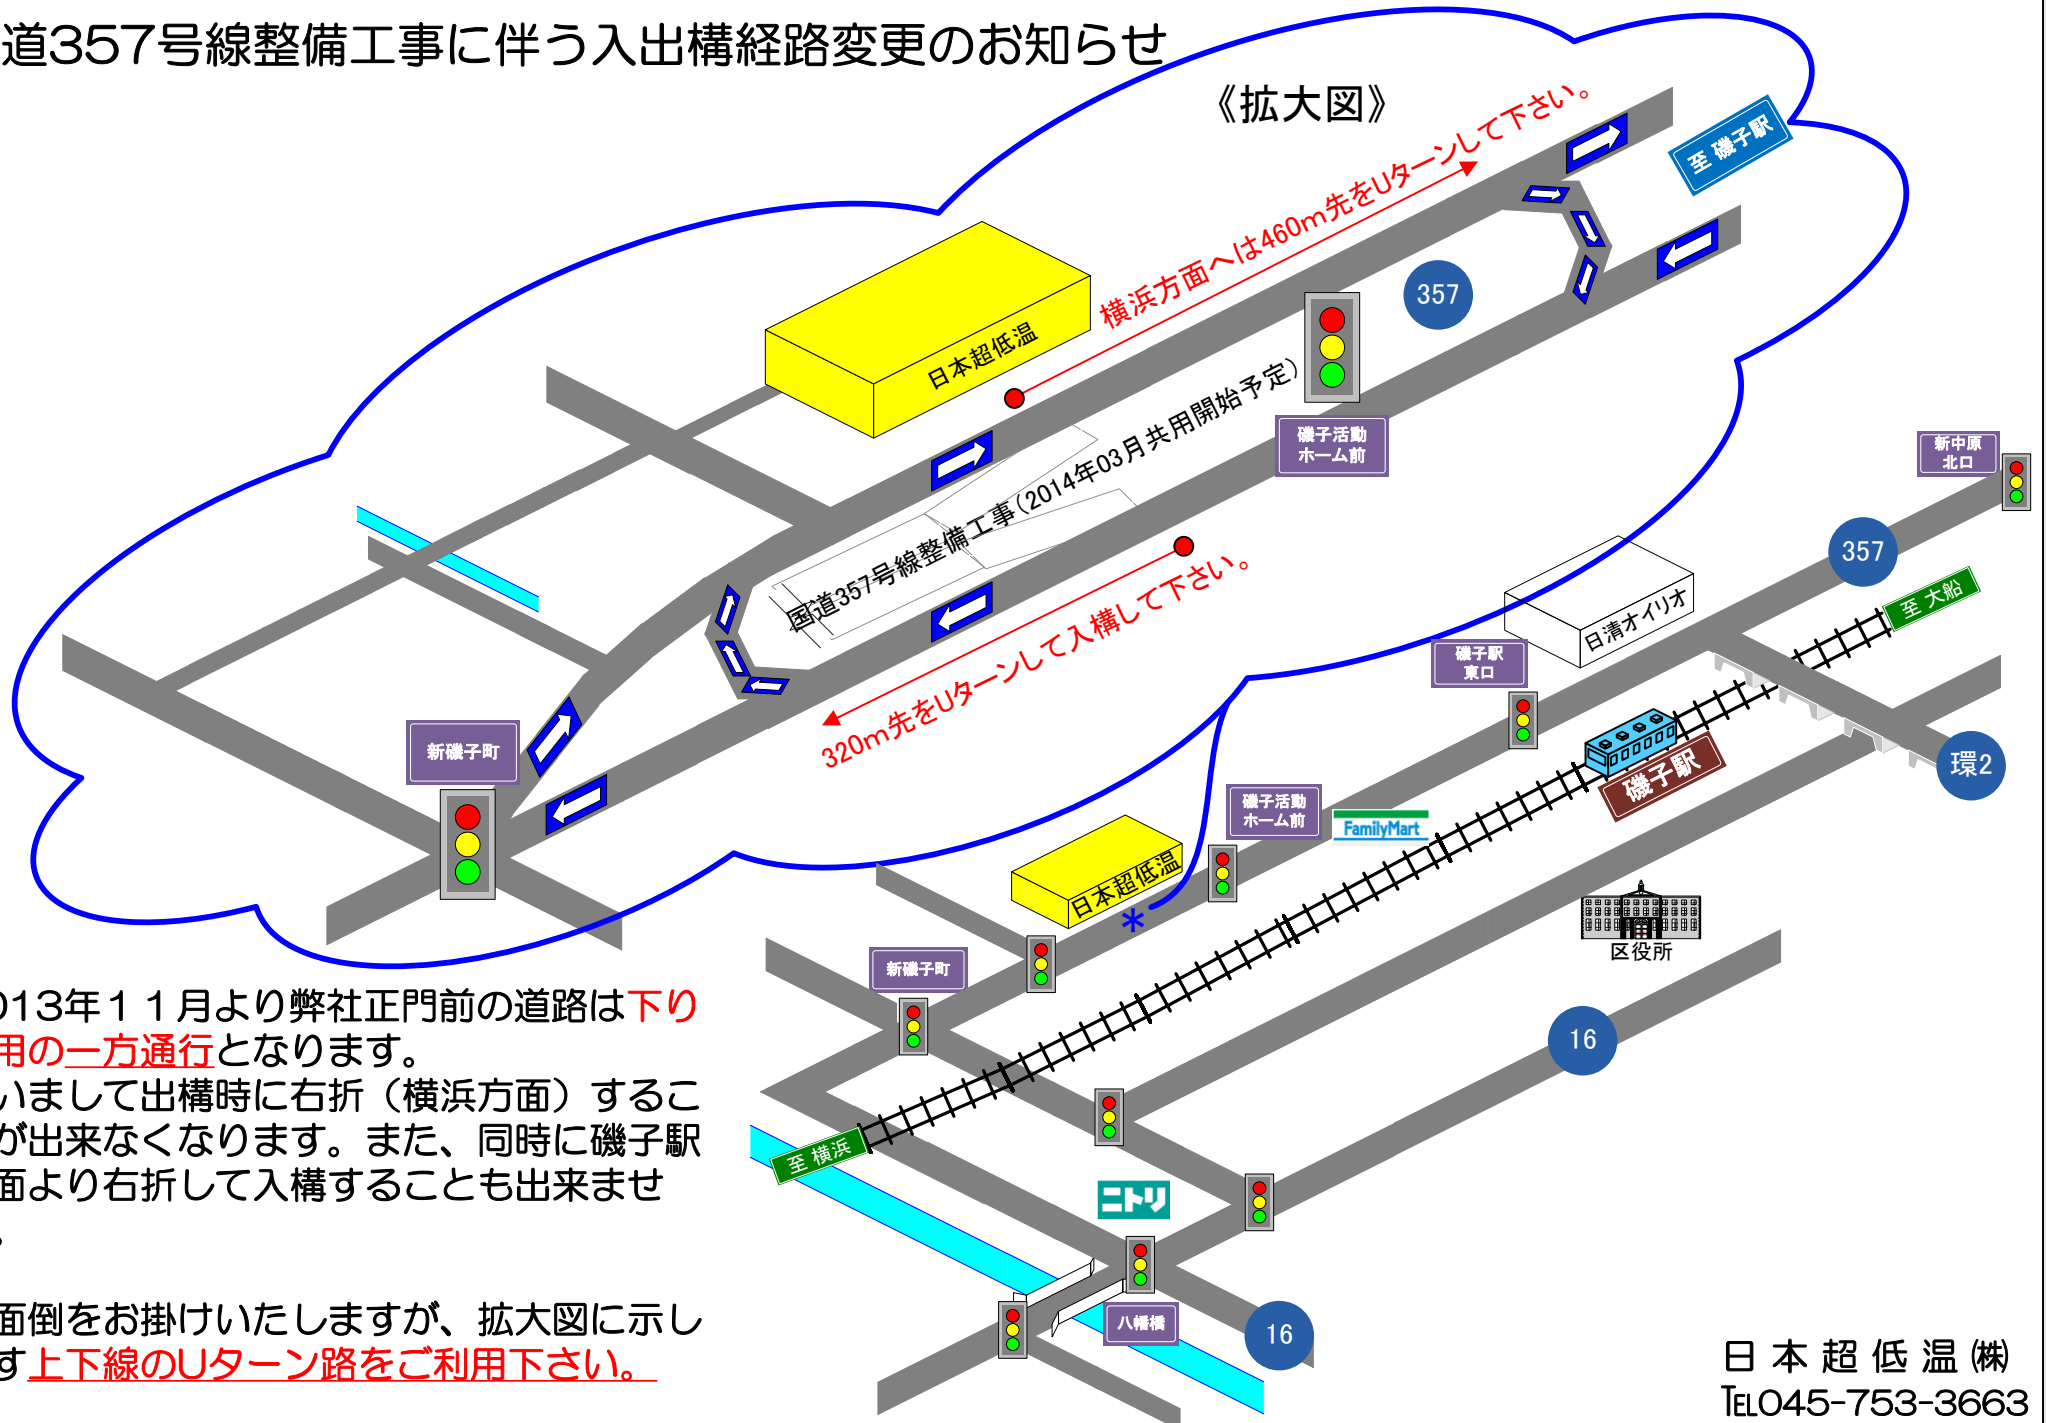 道357号線整備工事に伴う入出構経路変更のお知らせ
《拡大図》
横浜方面へは460m先をUターンして下さい。
至 磯子駅
357
日本超低温
国道357号線整備工事(2014年03月共用開始予定)
磯子活動
ホーム前
320m先をUターンして入構して下さい。
新磯子町
新中原
北口
357
至 大船
日清オイリオ
磯子駅
東口
環2
磯子駅
磯子活動
ホーム前
FamilyMart
日本超低温
*
区役所
新磯子町
16
至 横浜
ニトリ
八幡橋
16
013年11月より弊社正門前の道路は下り
用の一方通行となります。
いまして出構時に右折（横浜方面）するこ
が出来なくなります。また、同時に磯子駅
面より右折して入構することも出来ませ
。
面倒をお掛けいたしますが、拡大図に示し
す上下線のUターン路をご利用下さい。
日本超低温㈱
℡045-753-3663